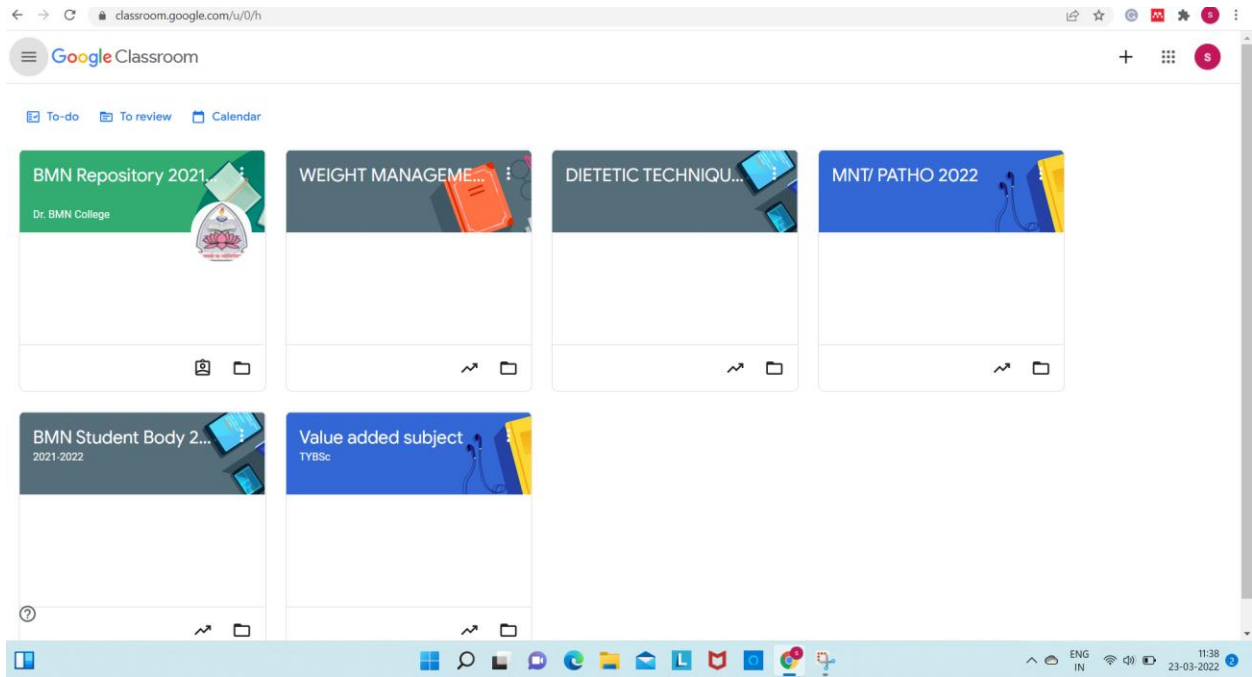 classroom.google.com/u/0/h
S
Google Classroom
S
To-do To review Calendar
BMN Repository 2021...
Dr. BMN College
WEIGHT MANAGEME...
DIETETIC TECHNIQU...
MNT/ PATHO 2022
BMN Student Body 2...
2021-2022
Value added subject
TYBSc
ENG
IN
11:38
23-03-2022
2